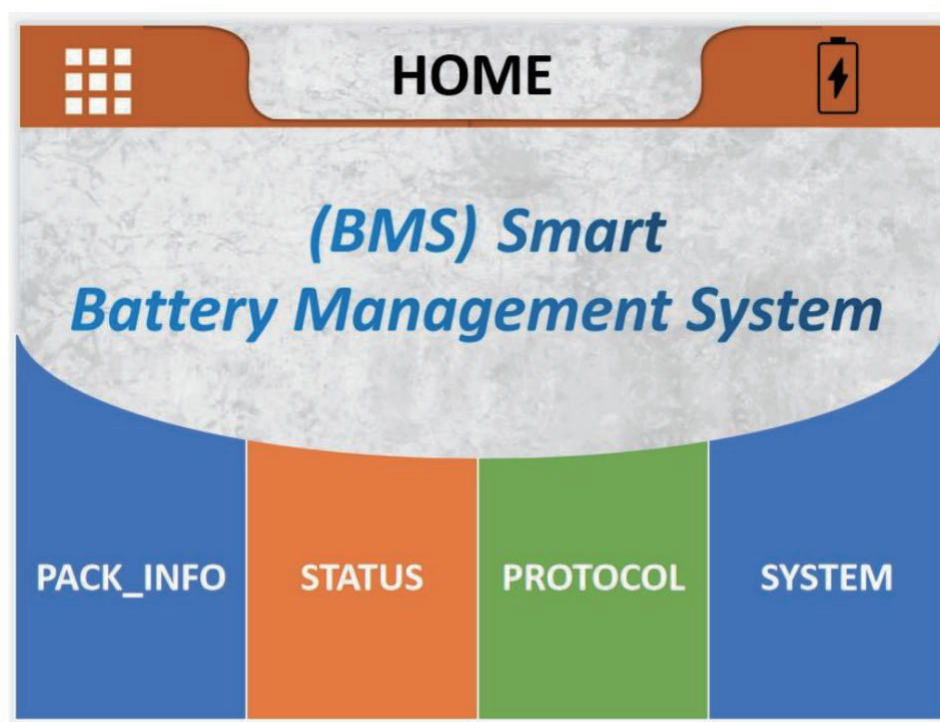 HOME
(BMS) Smart
Battery Management System
PACK_INFO STATUS PROTOCOL SYSTEM